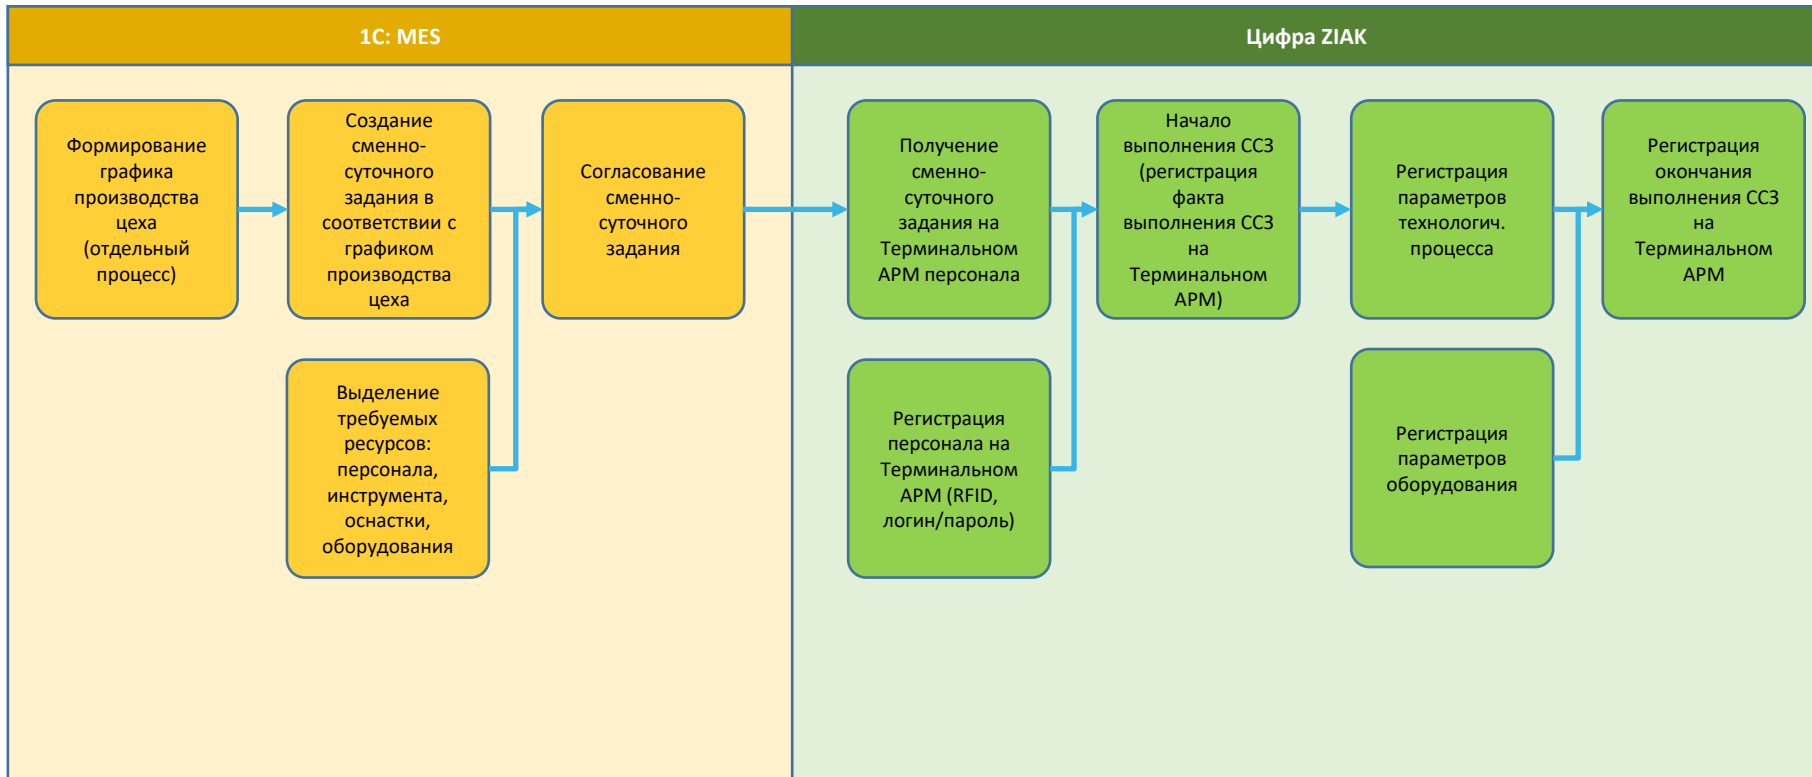 1С: MES
Цифра ZIAK
Формирование
графика
производства
цеха
(отдельный
процесс)
Создание
сменно-
суточного
задания в
соответствии с
графиком
производства
цеха
Согласование
сменно-
суточного
задания
Получение
сменно-
суточного
задания на
Терминальном
АРМ персонала
Начало
выполнения ССЗ
(регистрация
факта
выполнения ССЗ
на
Терминальном
АРМ)
Регистрация
параметров
технологич.
процесса
Регистрация
окончания
выполнения ССЗ
на
Терминальном
АРМ
Выделение
требуемых
ресурсов:
персонала,
инструмента,
оснастки,
оборудования
Регистрация
персонала на
Терминальном
АРМ (RFID,
логин/пароль)
Регистрация
параметров
оборудования